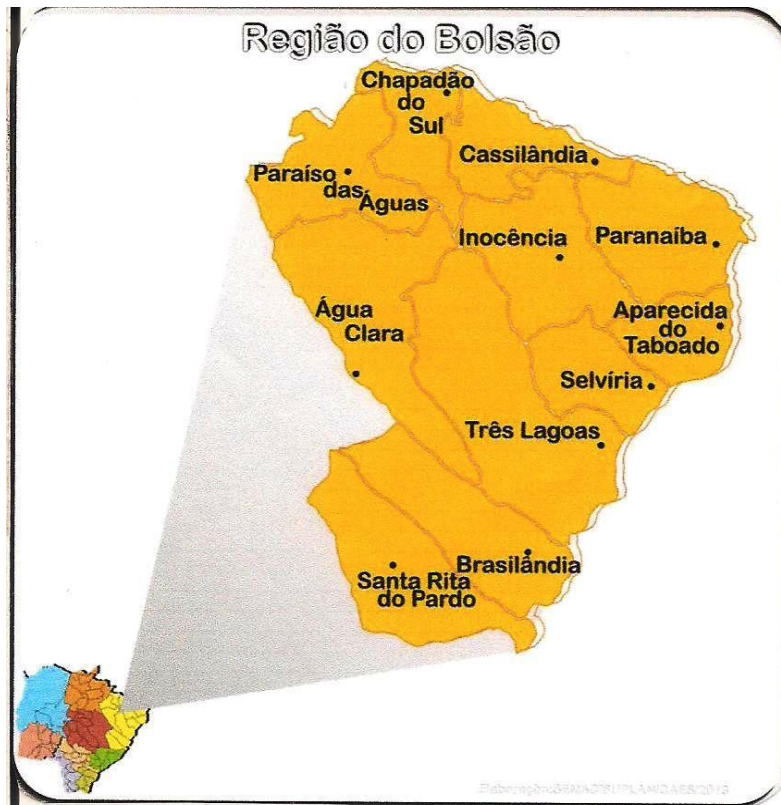 Região do Bolsão
Chapadão
do
Sul
Cassilândia
Paraíso
das
Águas
Inocência
Paranaíba
Água
Clara
Aparecida
do
Taboado
Selvíria
Três Lagoas
Brasilândia
Santa Rita
do Pardo